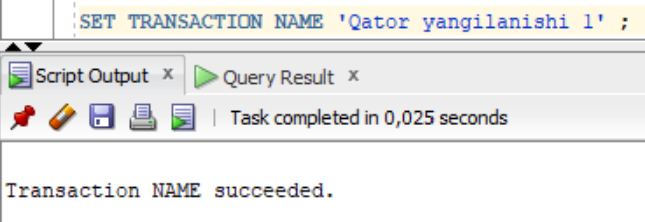 SET TRANSACTION NAME 'Qator yangilanishi 1' ;
Script Output x Query Result x
Task completed in 0,025 seconds
Transaction NAME succeeded.